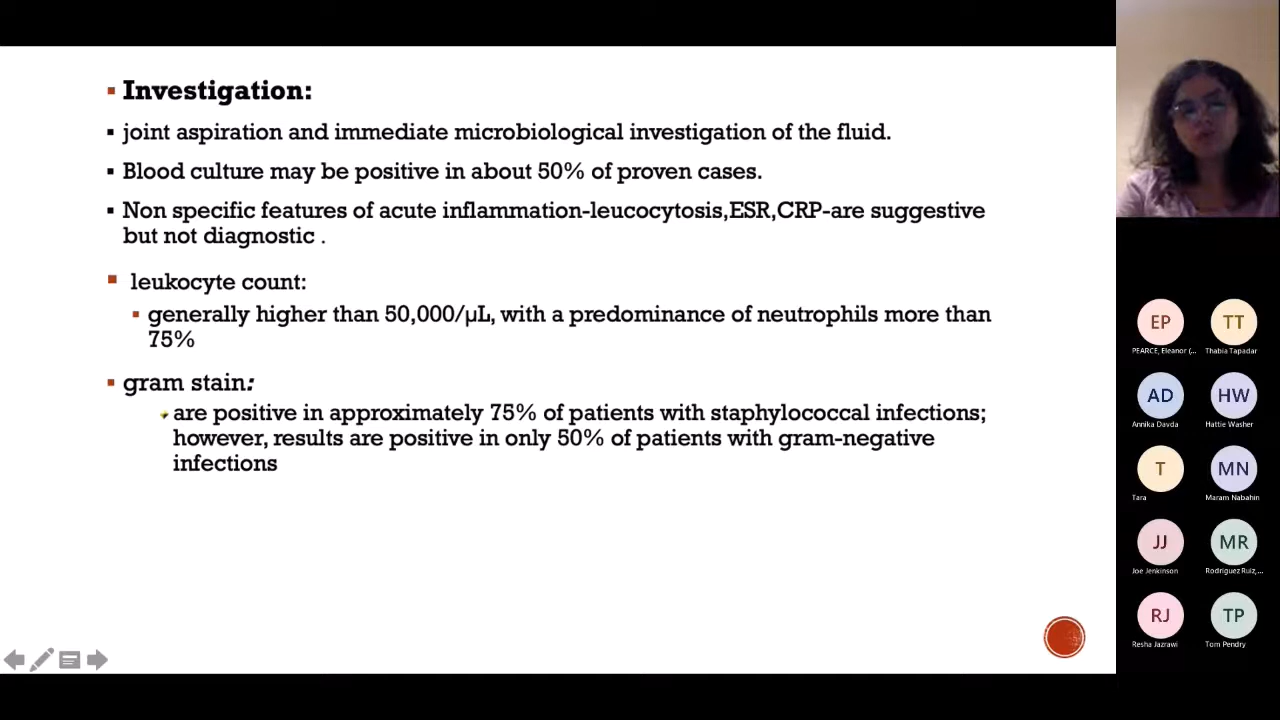 Investigation:
joint aspiration and immediate microbiological investigation of the fluid.
Blood culture may be positive in about 50% of proven cases.
Non specific features of acute inflammation-leucocytosis,ESR,CRP-are suggestive
but not diagnostic .
leukocyte count:
generally higher than 50,000/µL, with a predominance of neutrophils more than
75%
gram stain:
are positive in approximately 75% of patients with staphylococcal infections;
however, results are positive in only 50% of patients with gram-negative
infections
EP
TT
PEARCE, Eleanor (...
Thabia Tapadar
AD
HW
Annika Davda
Hattie Washer
T
MN
Tara
Maram Nabahin
JJ
MR
Joe Jenkinson
Rodriguez Ruiz,...
RJ
TP
Resha Jazrawi
Tom Pendry